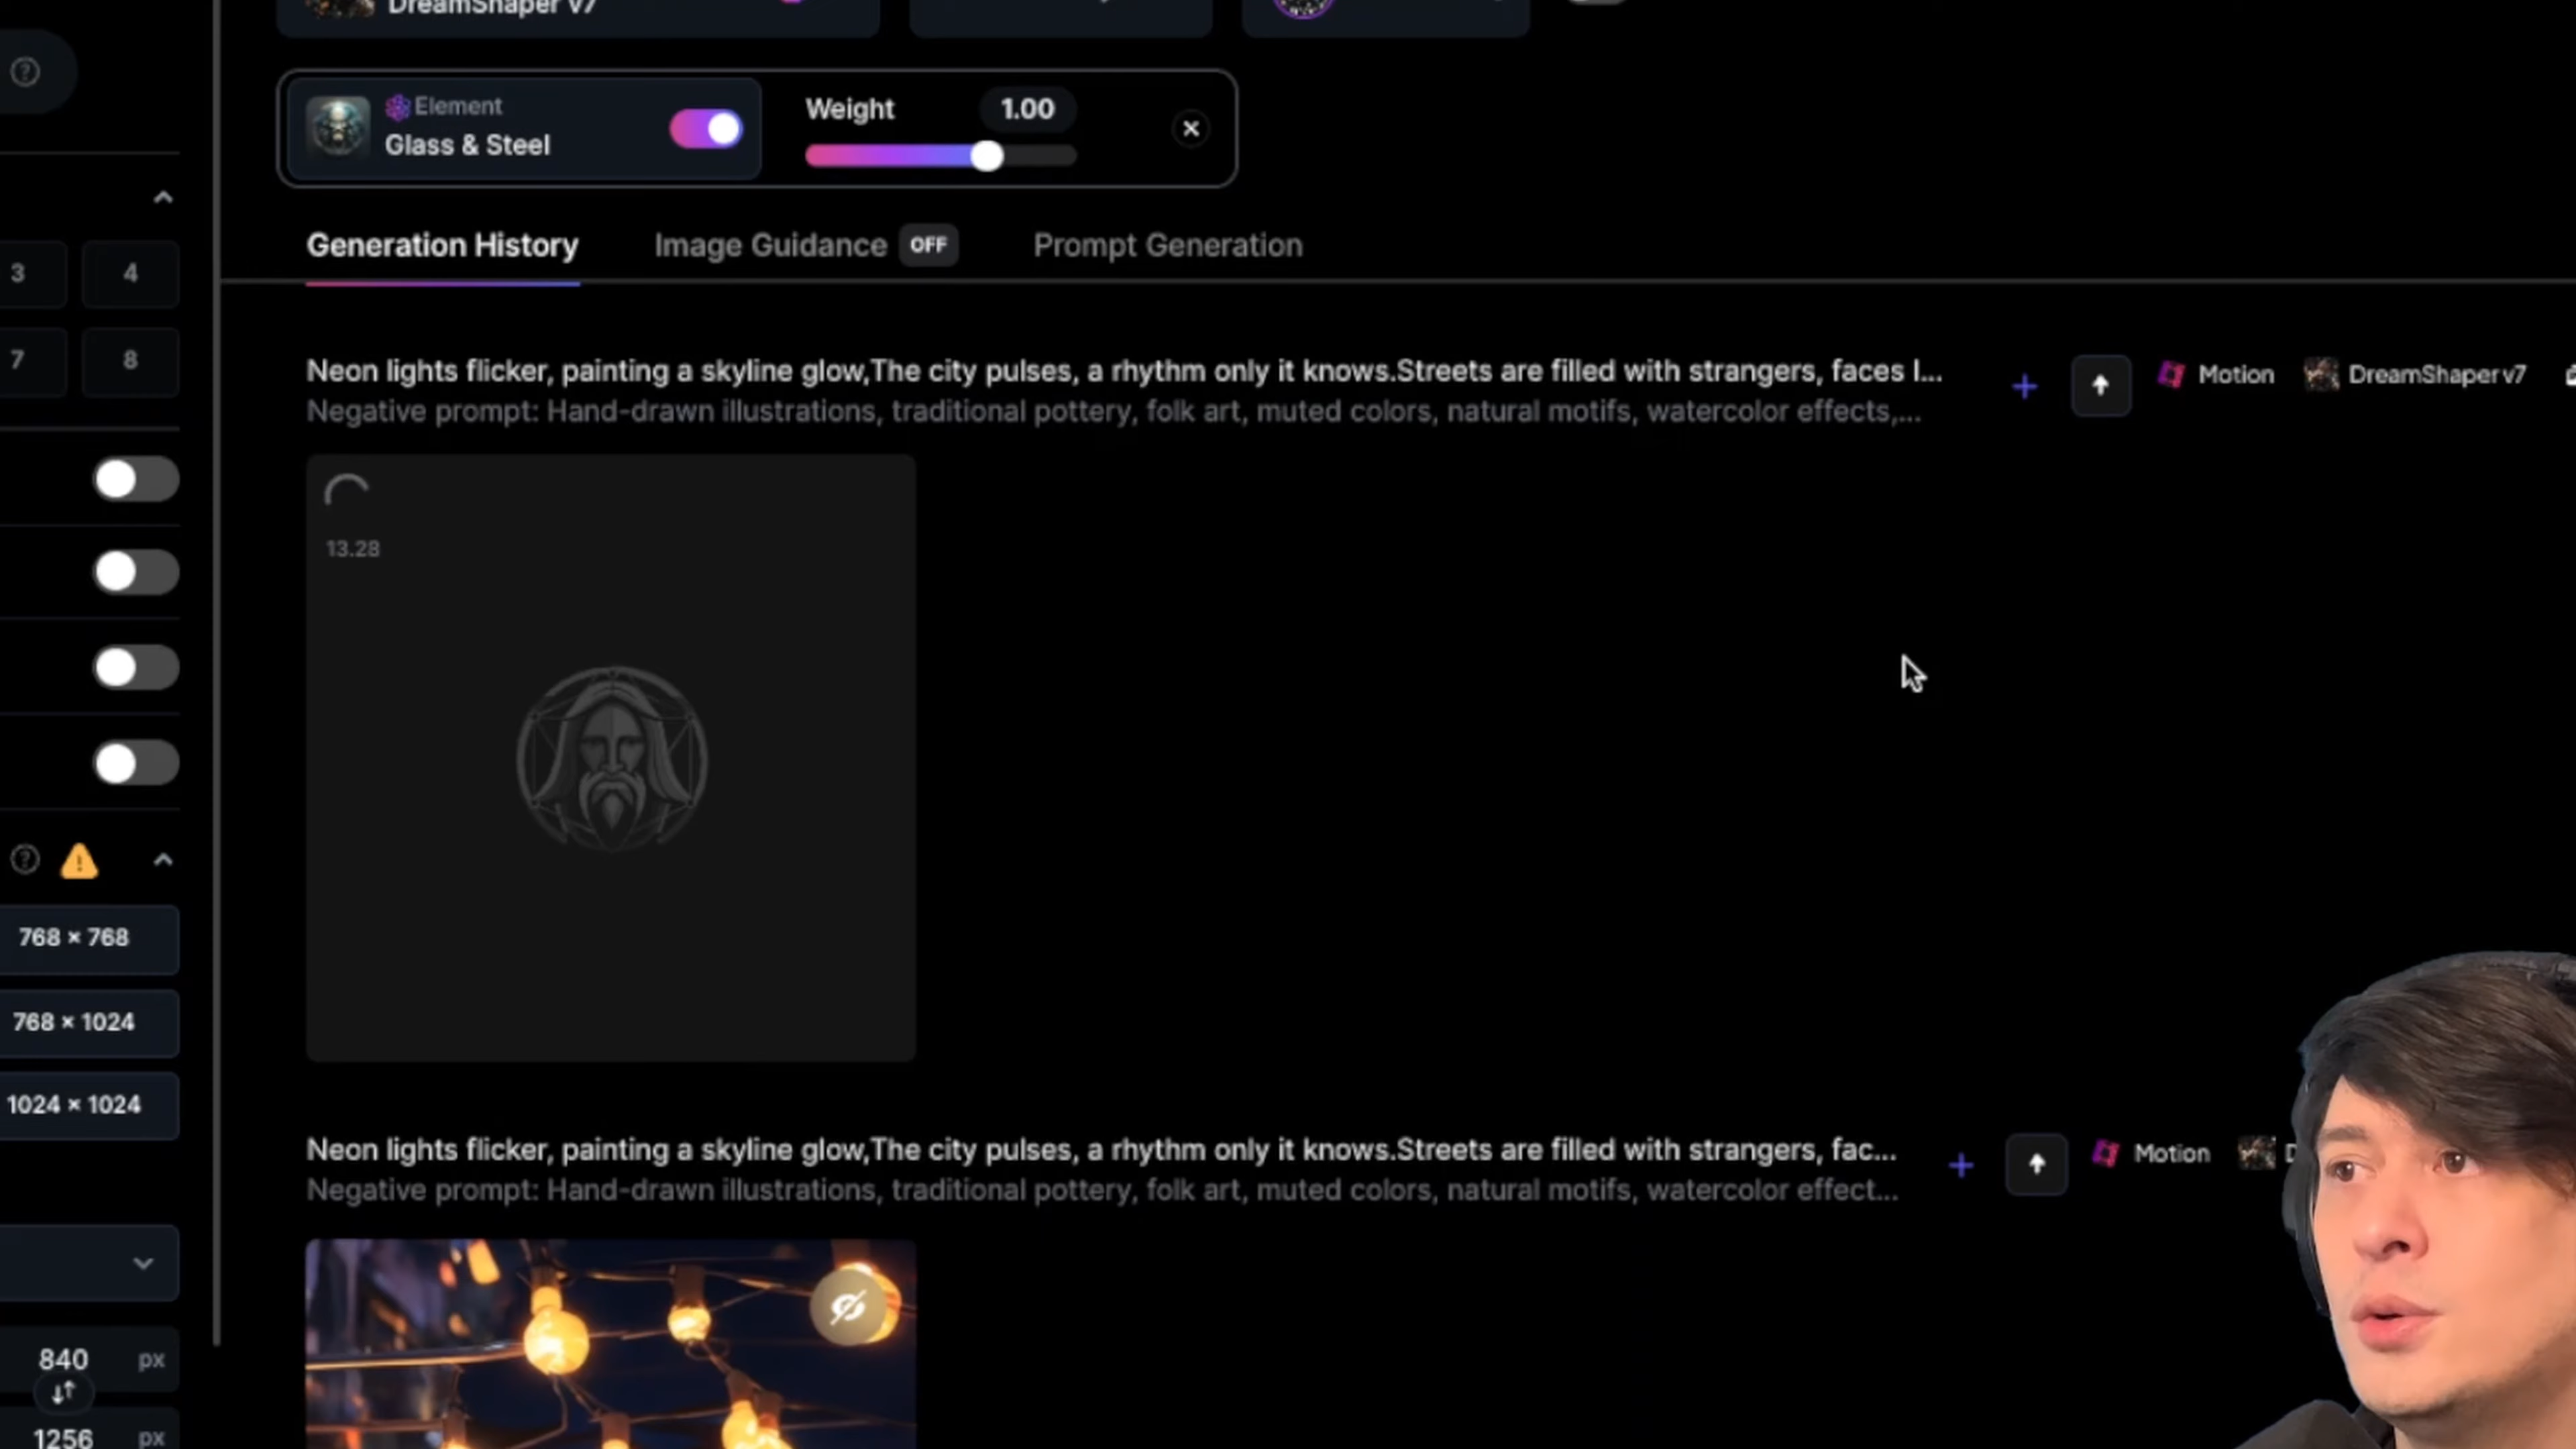 DreamShaper v7
Element
Glass & Steel
Weight
1.00
3
4
7
8
Generation History
Image Guidance
OFF
Prompt Generation
Neon lights flicker, painting a skyline glow,The city pulses, a rhythm only it knows.Streets are filled with strangers, faces l...
Negative prompt: Hand-drawn illustrations, traditional pottery, folk art, muted colors, natural motifs, watercolor effects,...
Motion
DreamShaper v7
13.28
768 × 768
768 × 1024
1024 × 1024
Neon lights flicker, painting a skyline glow,The city pulses, a rhythm only it knows.Streets are filled with strangers, fac...
Negative prompt: Hand-drawn illustrations, traditional pottery, folk art, muted colors, natural motifs, watercolor effect...
Motion
D
840 px
1256 px